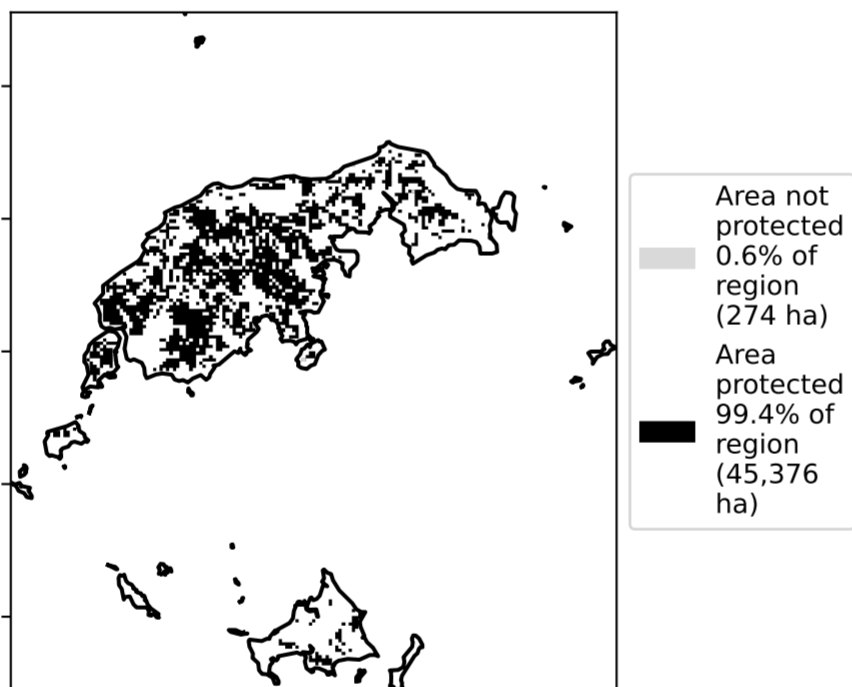 Area not
protected
0.6% of
region
(274 ha)
Area
protected
99.4% of
region
(45,376
ha)